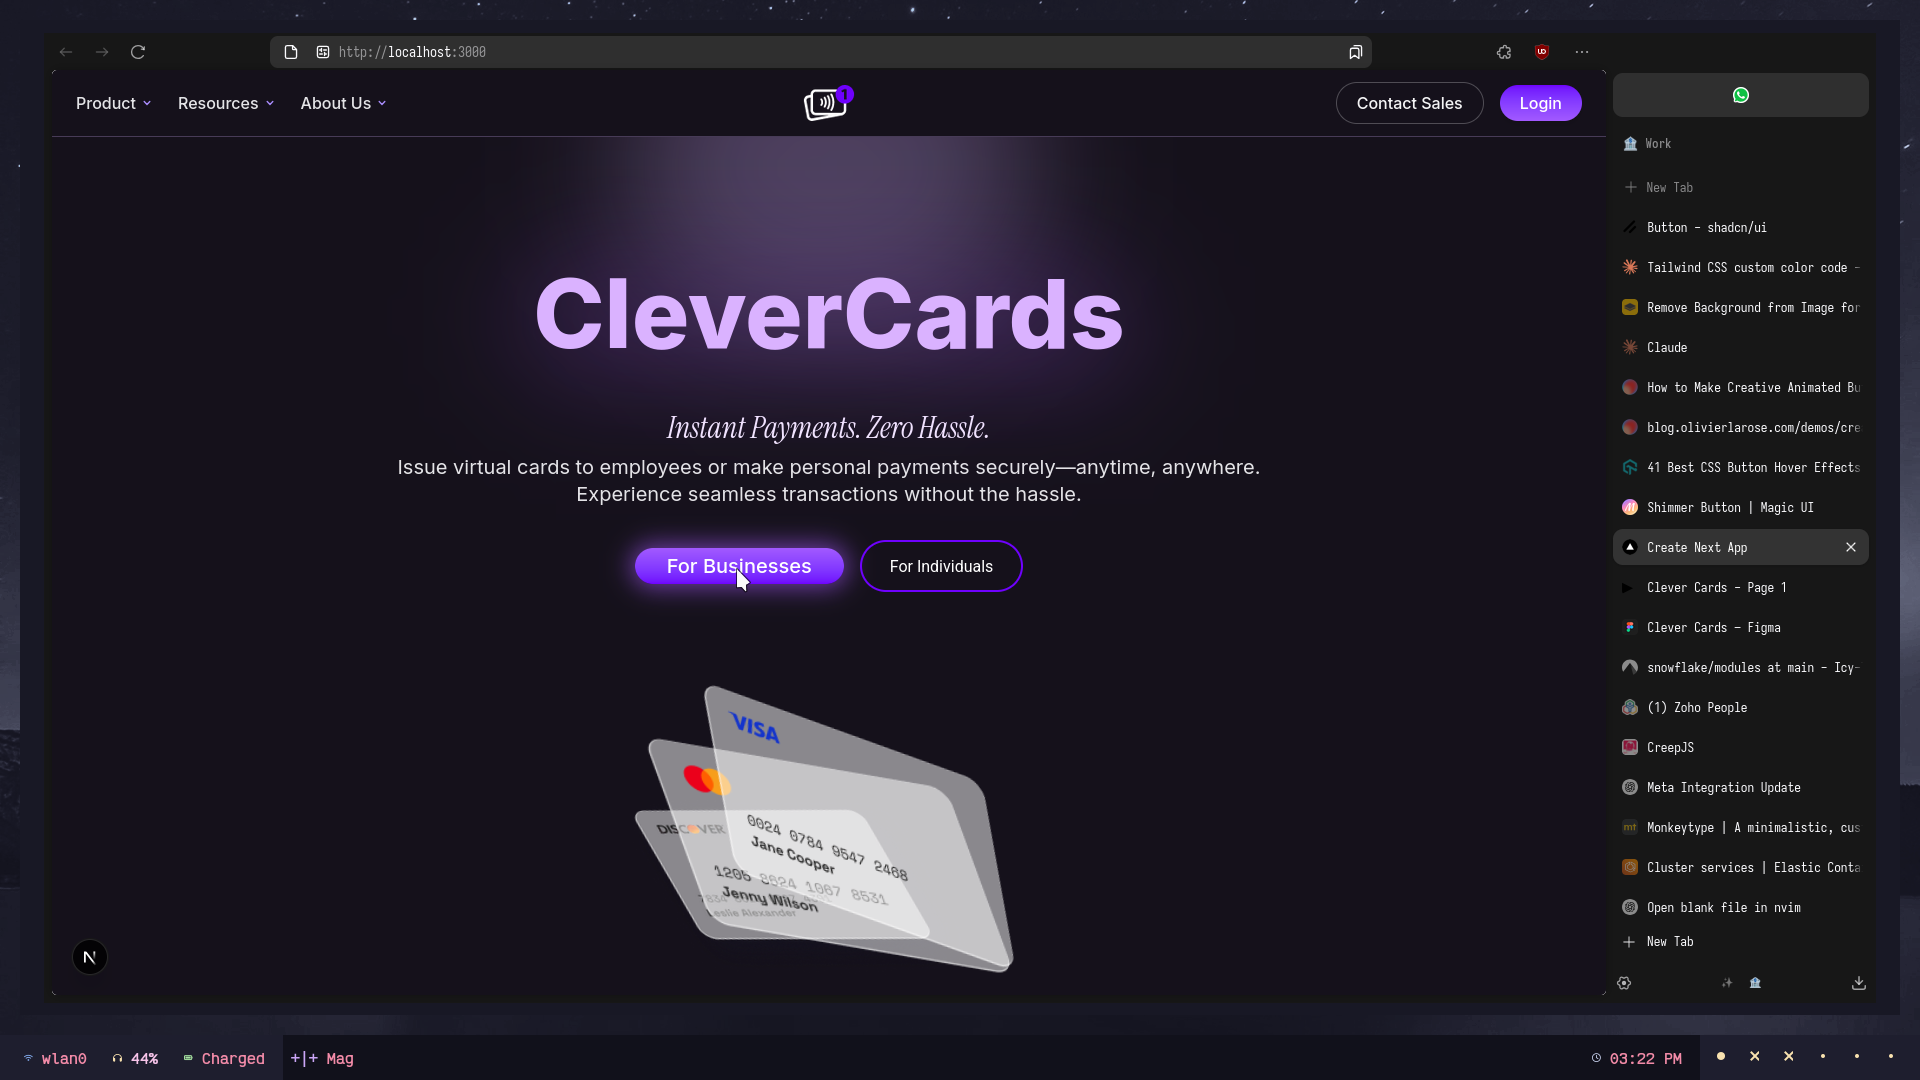 http://localhost:3000
Product
Resources
About Us
1
Contact Sales
Login
CleverCards
Instant Payments. Zero Hassle.
Issue virtual cards to employees or make personal payments securely—anytime, anywhere.
Experience seamless transactions without the hassle.
For Businesses
For Individuals
VISA
DISCOVER
0024 0784 9547 2468
Jane Cooper
1205 8624 1067 8531
Jenny Wilson
Leslie Alexander
N
Work
New Tab
Button - shadcn/ui
Tailwind CSS custom color code -
Remove Background from Image for
Claude
How to Make Creative Animated Bu
blog.olivierlarose.com/demos/cre
41 Best CSS Button Hover Effects
Shimmer Button | Magic UI
Create Next App
Clever Cards - Page 1
Clever Cards – Figma
snowflake/modules at main - Icy-
(1) Zoho People
CreepJS
Meta Integration Update
Monkeytype | A minimalistic, cus
Cluster services | Elastic Conta
Open blank file in nvim
New Tab
wlan0
44%
Charged
+|+ Mag
03:22 PM